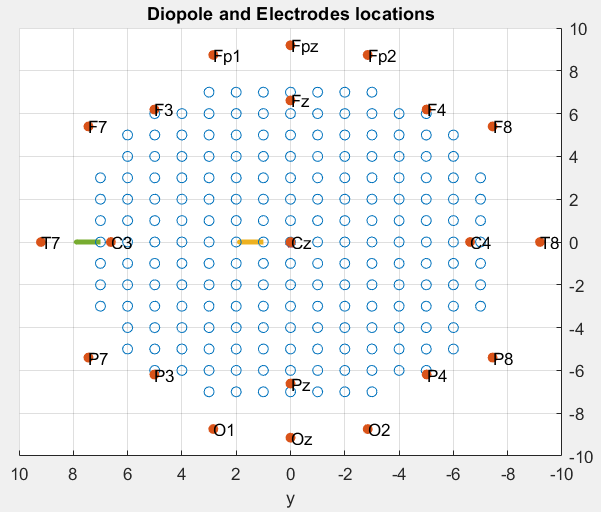 Diopole and Electrodes locations
10
Fpz
Fp1
Fp2
8
Fz
F3
F4
6
F7
F8
4
2
T7
C3
Cz
C4
T8
0
-2
-4
P7
P8
P3
P4
-6
Pz
-8
O1
O2
Oz
-10
10 8 6 4 2 0 -2 -4 -6 -8 -10
y